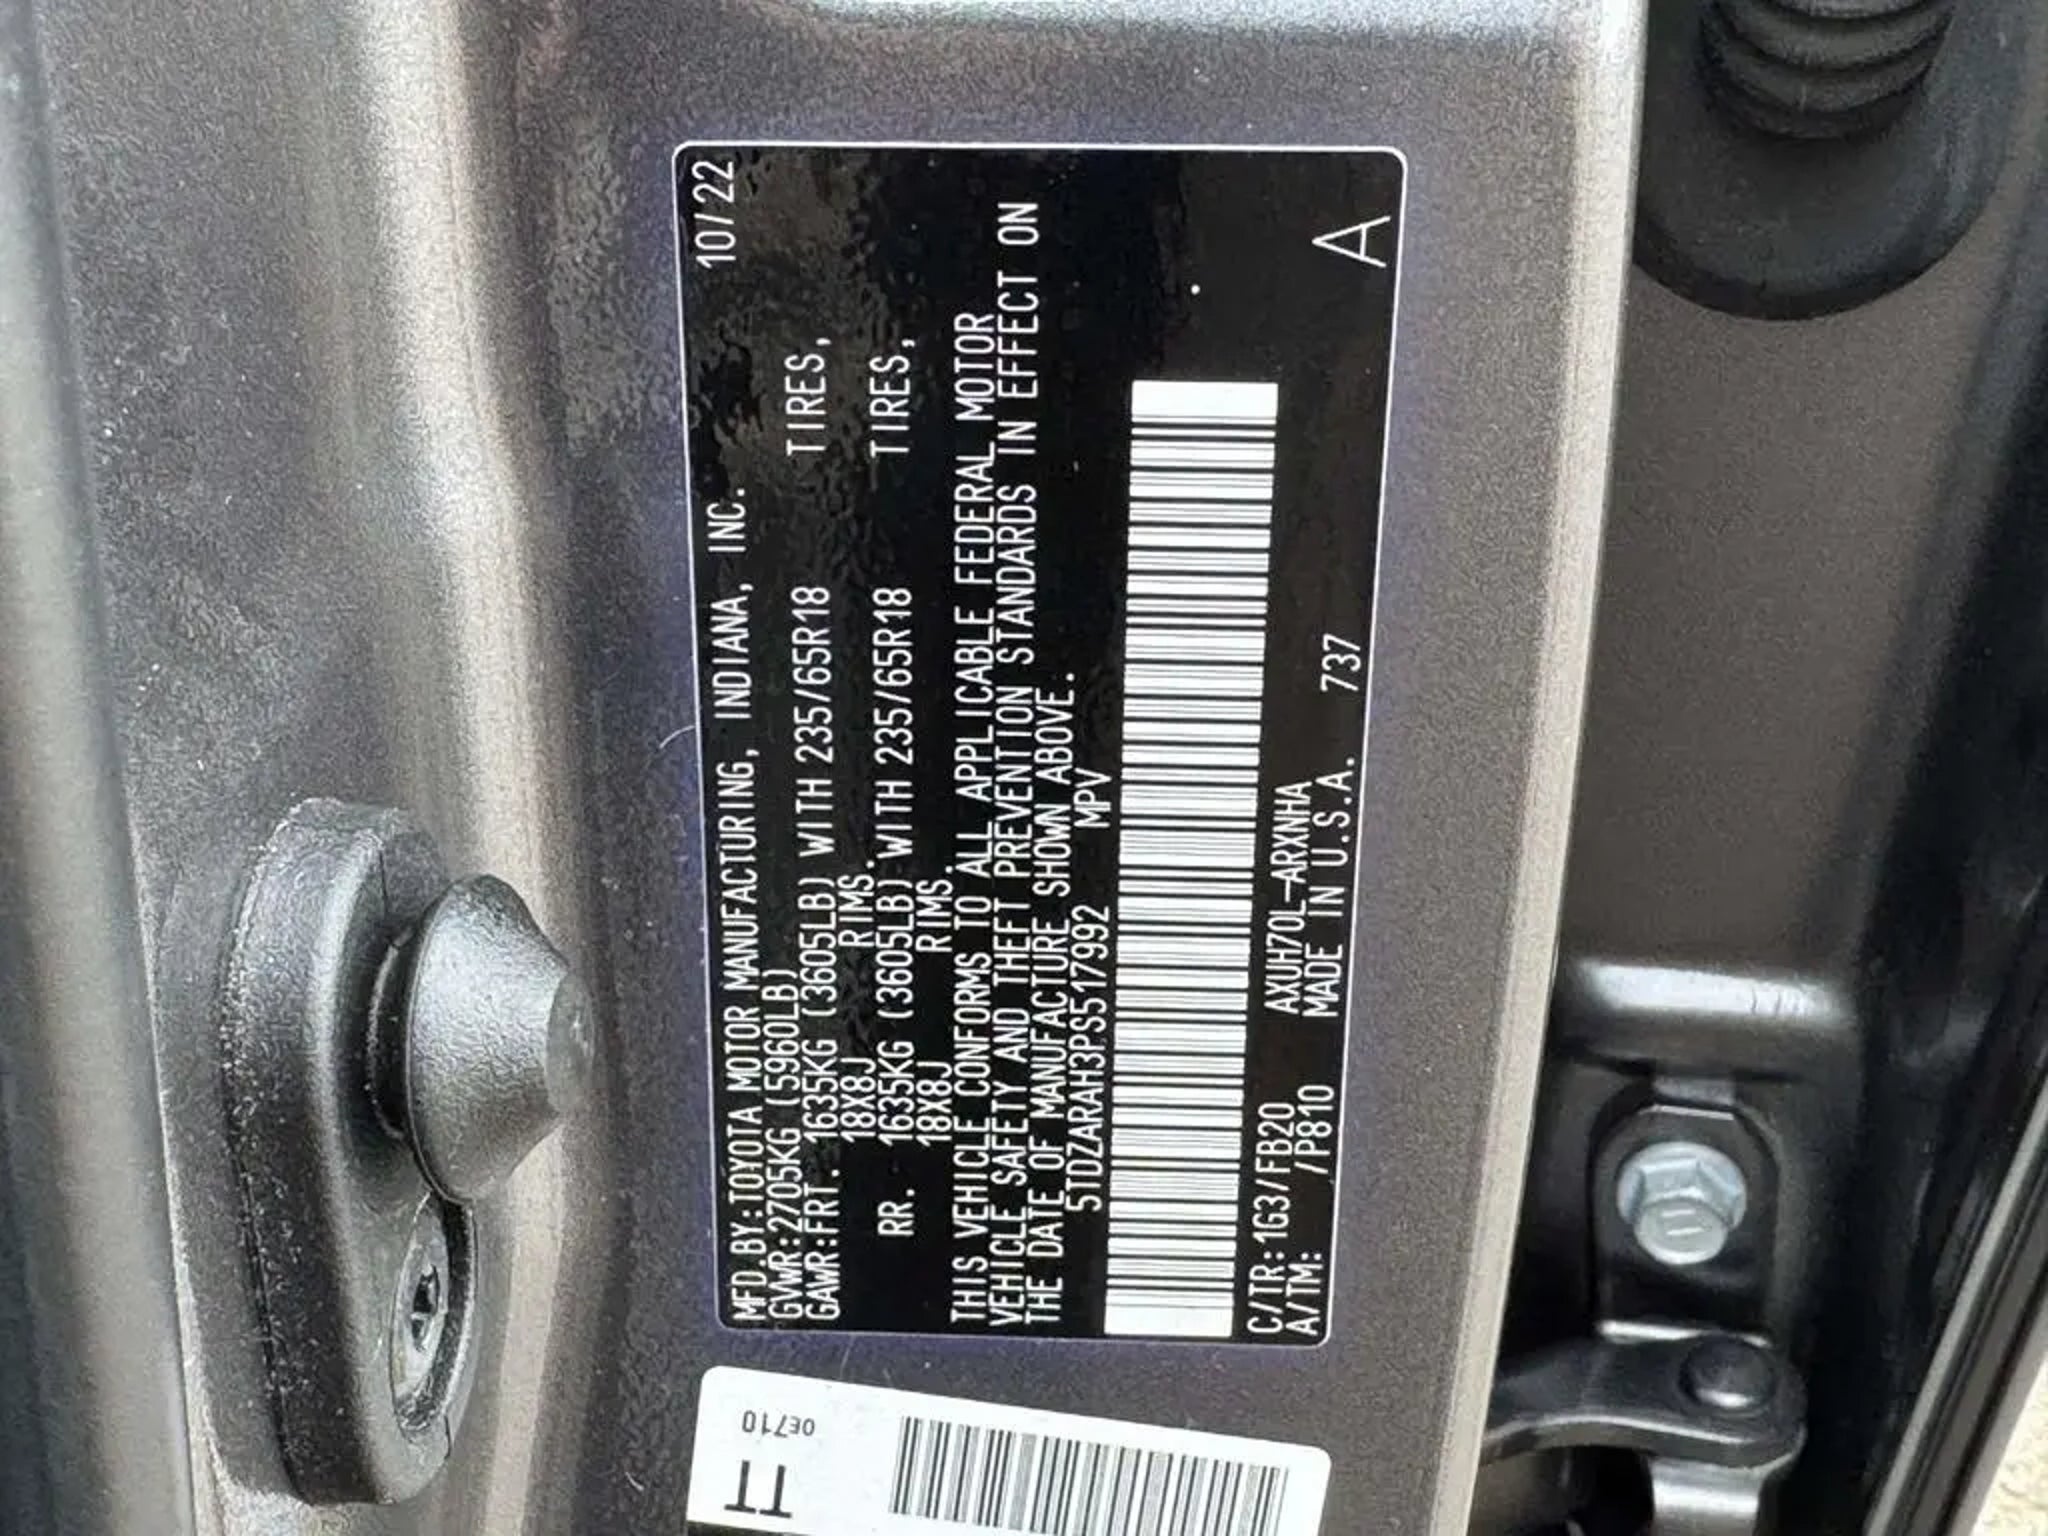 MFD.BY:TOYOTA MOTOR MANUFACTURING, INDIANA, INC. 10/22
GVWR:2705KG (5960LB)
GAWR:FRT. 1635KG (3605LB) WITH 235/65R18 TIRES,
18X8J RIMS.
RR. 1635KG (3605LB) WITH 235/65R18 TIRES,
18X8J RIMS.
THIS VEHICLE CONFORMS TO ALL APPLICABLE FEDERAL MOTOR
VEHICLE SAFETY AND THEFT PREVENTION STANDARDS IN EFFECT ON
THE DATE OF MANUFACTURE SHOWN ABOVE.
5TDZARAH3PS517992 MPV
C/TR:1G3/FB20 AXUH70L-ARXNHA
A/TM: /P810 MADE IN U.S.A. 737 A
0E710